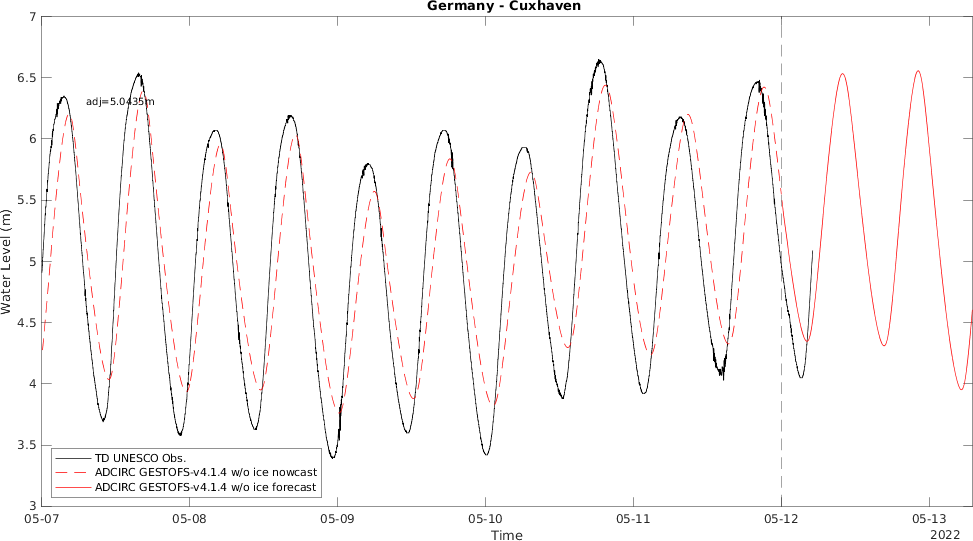 Germany - Cuxhaven
7
6.5
6
5.5
5
4.5
4
3.5
3
Water Level (m)
adj=5.0435m
TD UNESCO Obs.
ADCIRC GESTOFS-v4.1.4 w/o ice nowcast
ADCIRC GESTOFS-v4.1.4 w/o ice forecast
05-07 05-08 05-09 05-10 05-11 05-12 05-13
Time
2022